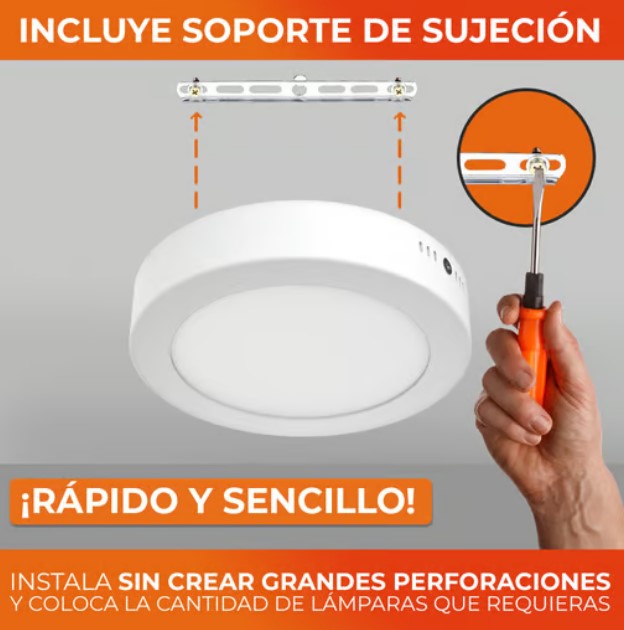 INCLUYE SOPORTE DE SUJECIÓN
¡RÁPIDO Y SENCILLO!
INSTALA SIN CREAR GRANDES PERFORACIONES
Y COLOCA LA CANTIDAD DE LÁMPARAS QUE REQUIERAS